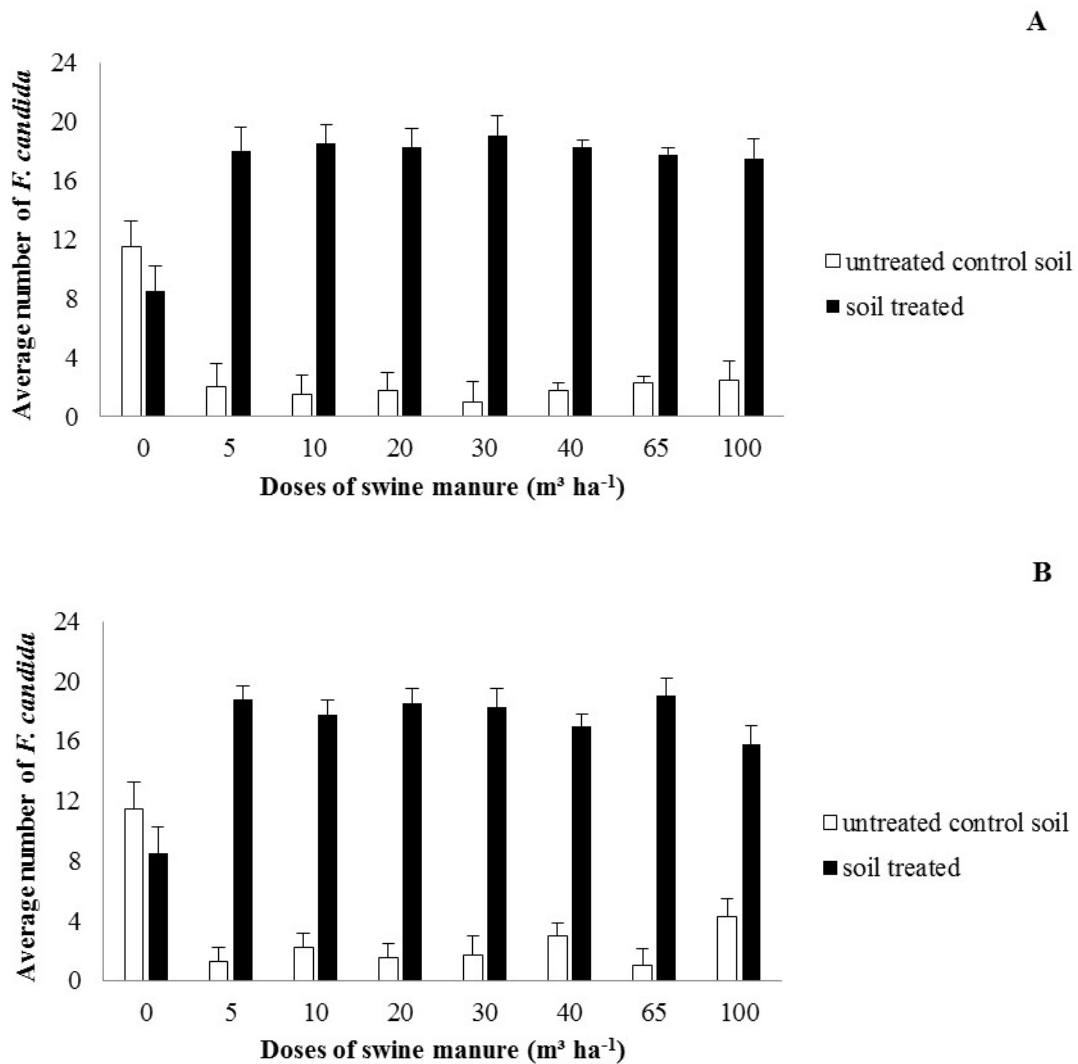 A
24
20
16
12
8
4
0
Average number of F. candida
0 5 10 20 30 40 65 100
Doses of swine manure (m³ ha⁻¹)
untreated control soil
soil treated
B
24
20
16
12
8
4
0
Average number of F. candida
0 5 10 20 30 40 65 100
Doses of swine manure (m³ ha⁻¹)
untreated control soil
soil treated